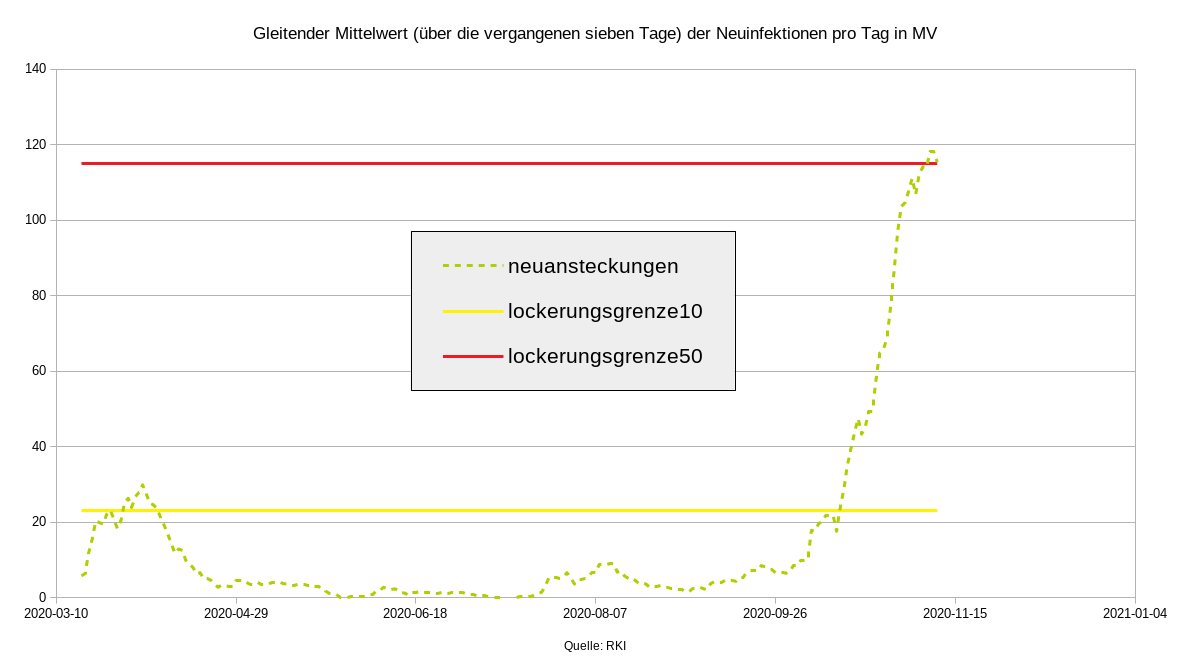 Gleitender Mittelwert (über die vergangenen sieben Tage) der Neuinfektionen pro Tag in MV
140
120
100
80
60
40
20
0
neuansteckungen
lockerungsgrenze10
lockerungsgrenze50
2020-03-10 2020-04-29 2020-06-18 2020-08-07 2020-09-26 2020-11-15 2021-01-04
Quelle: RKI